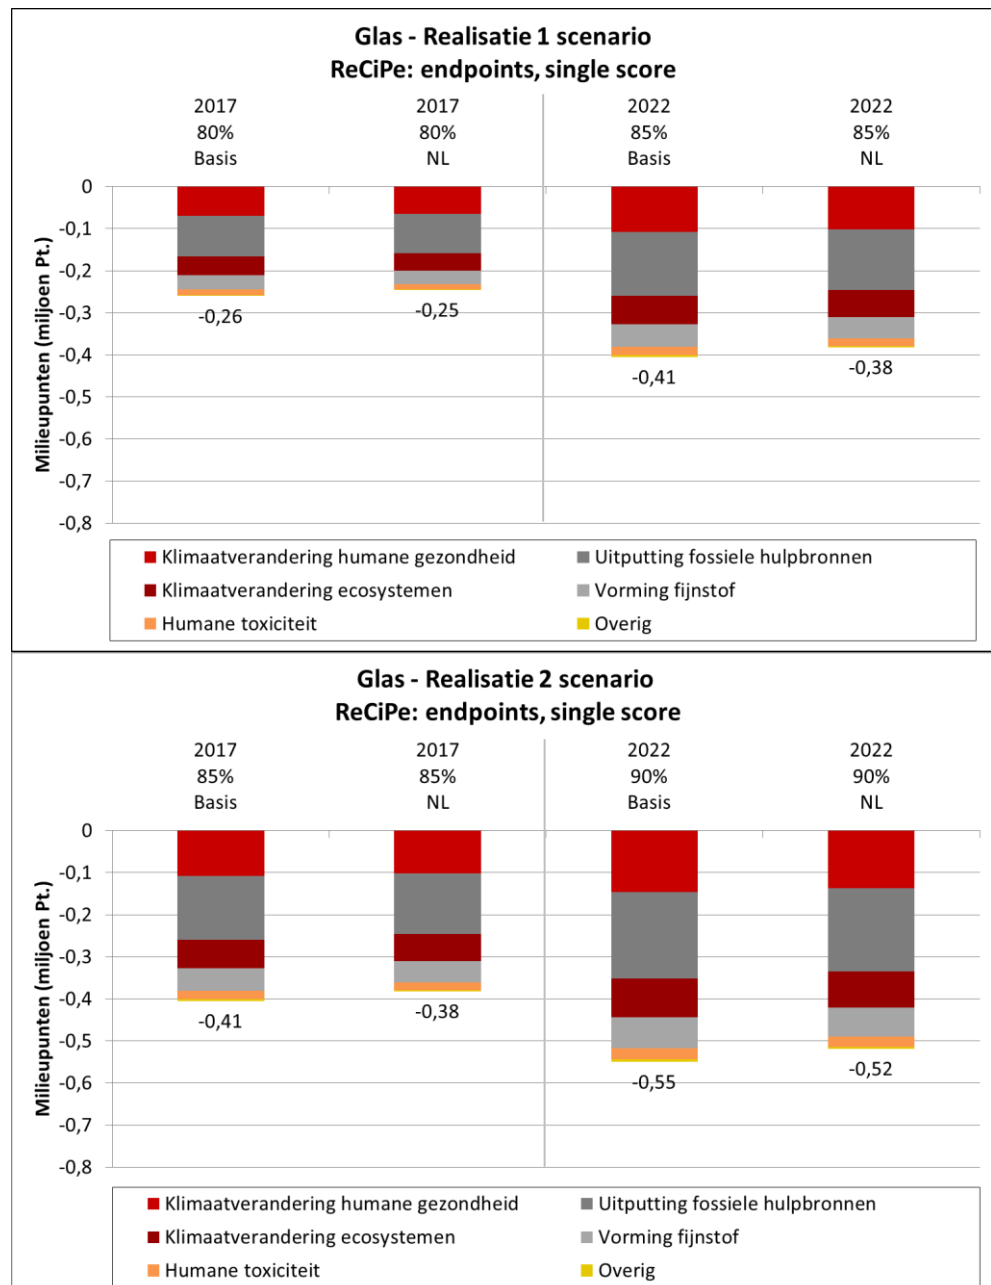 Glas - Realisatie 1 scenario
ReCiPe: endpoints, single score
2017 2017 2022 2022
80% 80% 85% 85%
Basis NL Basis NL
Milieupunten (miljoen Pt.)
0
-0,1
-0,2
-0,3
-0,4
-0,5
-0,6
-0,7
-0,8
-0,26 -0,25 -0,41 -0,38
Klimaatverandering humane gezondheid Uitputting fossiele hulpbronnen
Klimaatverandering ecosystemen Vorming fijnstof
Humane toxiciteit Overig
Glas - Realisatie 2 scenario
ReCiPe: endpoints, single score
2017 2017 2022 2022
85% 85% 90% 90%
Basis NL Basis NL
Milieupunten (miljoen Pt.)
0
-0,1
-0,2
-0,3
-0,4
-0,5
-0,6
-0,7
-0,8
-0,41 -0,38 -0,55 -0,52
Klimaatverandering humane gezondheid Uitputting fossiele hulpbronnen
Klimaatverandering ecosystemen Vorming fijnstof
Humane toxiciteit Overig